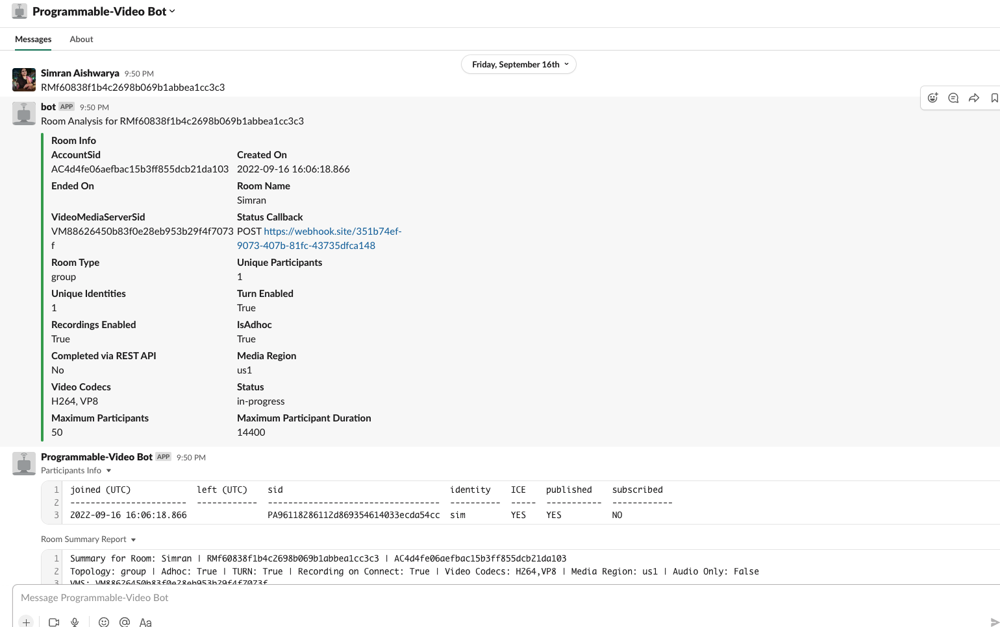 Programmable-Video Bot
Messages About
Friday, September 16th
Simran Aishwarya 9:50 PM
RMf60838f1b4c2698b069b1abbea1cc3c3
bot APP 9:50 PM
Room Analysis for RMf60838f1b4c2698b069b1abbea1cc3c3
Room Info
AccountSid Created On
AC4d4fe06aefbac15b3ff855dcb21da103 2022-09-16 16:06:18.866
Ended On Room Name
Simran
VideoMediaServerSid Status Callback
VM88626450b83f0e28eb953b29f4f7073 POST https://webhook.site/351b74ef-
f 9073-407b-81fc-43735dfca148
Room Type Unique Participants
group 1
Unique Identities Turn Enabled
1 True
Recordings Enabled IsAdhoc
True True
Completed via REST API Media Region
No us1
Video Codecs Status
H264, VP8 in-progress
Maximum Participants Maximum Participant Duration
50 14400
Programmable-Video Bot APP 9:50 PM
Participants Info
1 joined (UTC) left (UTC) sid identity ICE published subscribed
2 ----------------------- ------------ ---------------------------------- ---------- ----- ----------- ------------
3 2022-09-16 16:06:18.866 PA96118286112d869354614033ecda54cc sim YES YES NO
Room Summary Report
1 Summary for Room: Simran | RMf60838f1b4c2698b069b1abbea1cc3c3 | AC4d4fe06aefbac15b3ff855dcb21da103
2 Topology: group | Adhoc: True | TURN: True | Recording on Connect: True | Video Codecs: H264,VP8 | Media Region: us1 | Audio Only: False
3 VMS: VM88626450b83f0e28eb953b29f4f7073f
Message Programmable-Video Bot
Aa